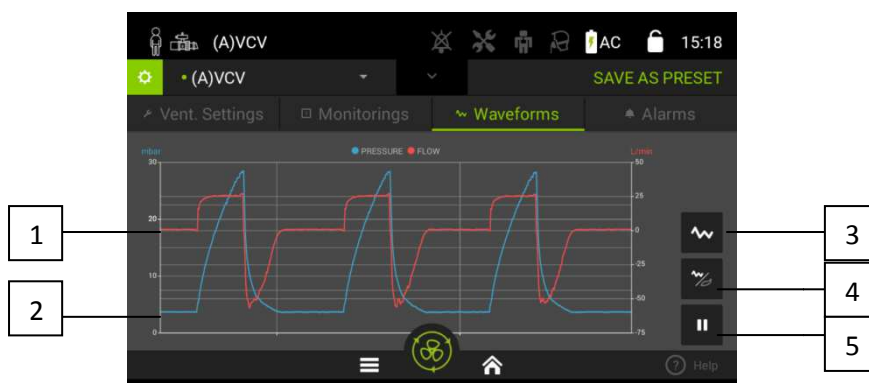 (A)VCV AC 15:18
• (A)VCV SAVE AS PRESET
Vent. Settings Monitorings Waveforms Alarms
mbar PRESSURE FLOW L/min
30 50
25
20
1 0 3
-25
10 4
2 -50
5
0 -75
? Help